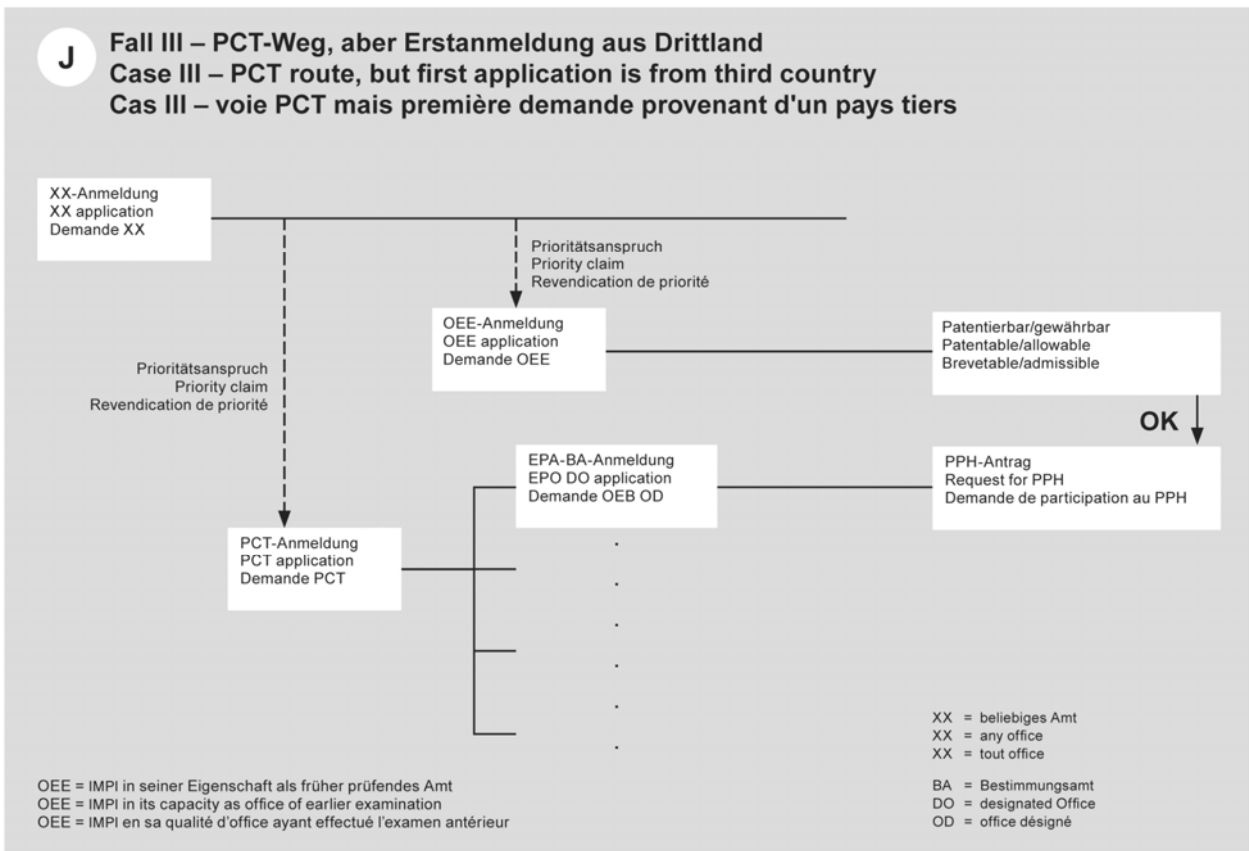 J
Fall III – PCT-Weg, aber Erstanmeldung aus Drittland
Case III – PCT route, but first application is from third country
Cas III – voie PCT mais première demande provenant d'un pays tiers
XX-Anmeldung
XX application
Demande XX
Prioritätsanspruch
Priority claim
Revendication de priorité
OEE-Anmeldung
OEE application
Demande OEE
Patentierbar/gewährbar
Patentable/allowable
Brevetable/admissible
Prioritätsanspruch
Priority claim
Revendication de priorité
OK
EPA-BA-Anmeldung
EPO DO application
Demande OEB OD
PPH-Antrag
Request for PPH
Demande de participation au PPH
PCT-Anmeldung
PCT application
Demande PCT
XX = beliebiges Amt
XX = any office
XX = tout office
BA = Bestimmungsamt
DO = designated Office
OD = office désigné
OEE = IMPI in seiner Eigenschaft als früher prüfendes Amt
OEE = IMPI in its capacity as office of earlier examination
OEE = IMPI en sa qualité d'office ayant effectué l'examen antérieur